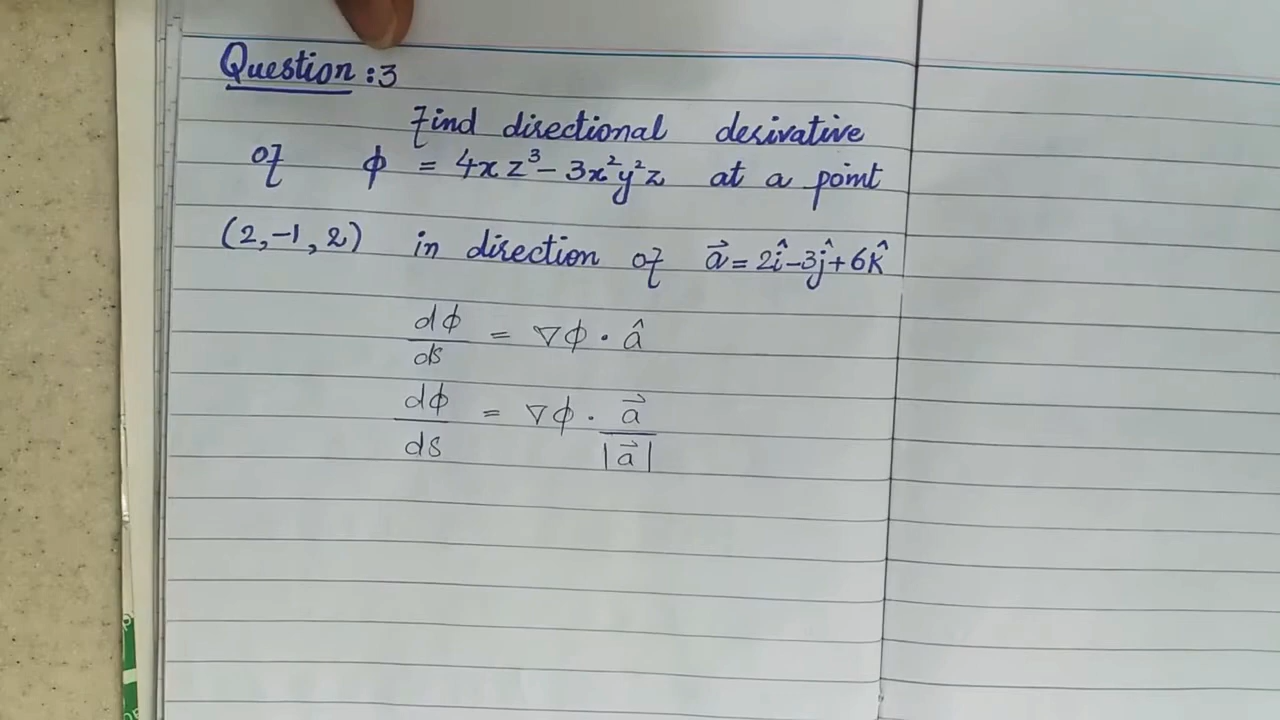 Question : 3
Find directional derivative
of ϕ = 4xz³ - 3x²y²z at a point
(2, -1, 2) in direction of a⃗ = 2î - 3ĵ + 6k̂
dϕ/ds = ∇ϕ · â
dϕ/ds = ∇ϕ · a⃗/|a⃗|